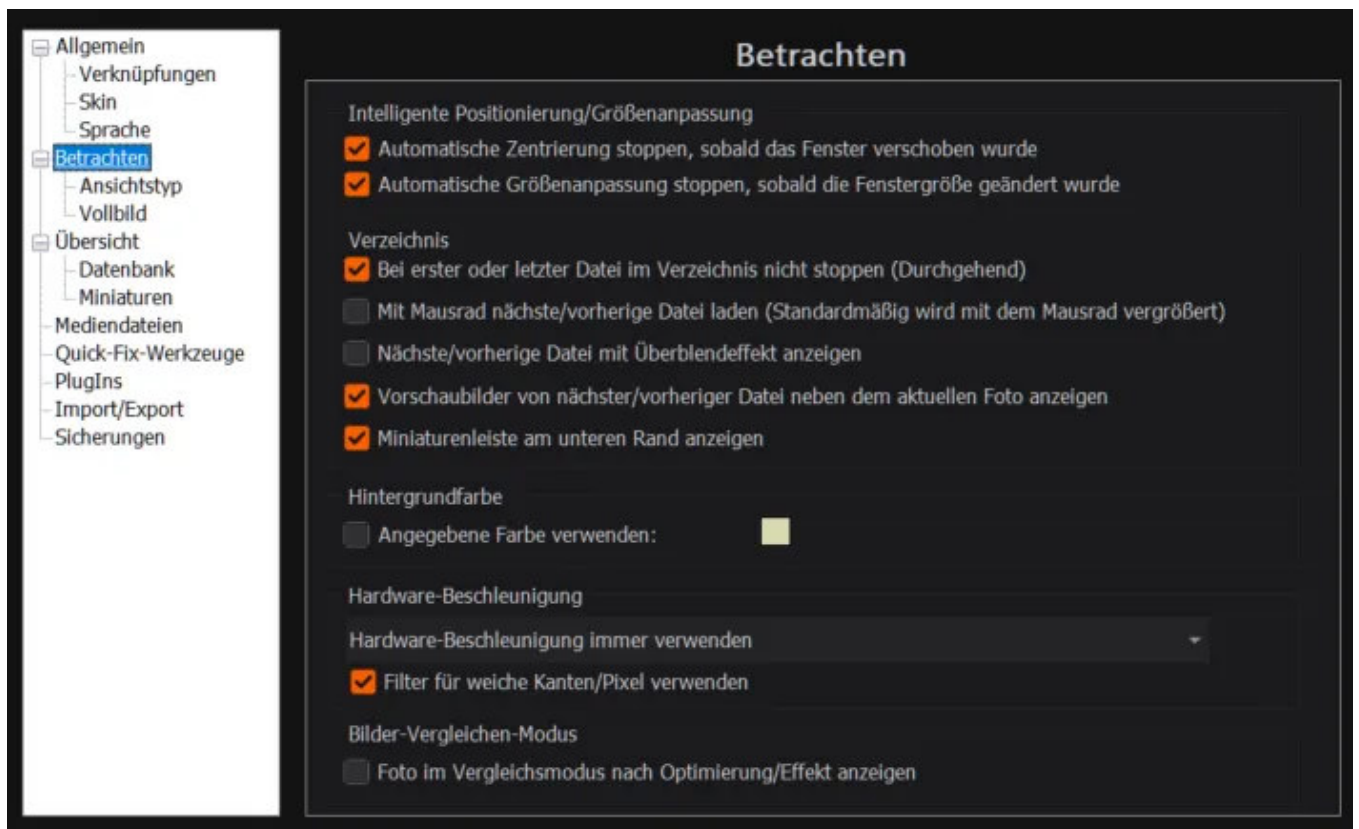 Allgemein
Verknüpfungen
Skin
Sprache
Betrachten
Ansichtstyp
Vollbild
Übersicht
Datenbank
Miniaturen
Mediendateien
Quick-Fix-Werkzeuge
PlugIns
Import/Export
Sicherungen
Betrachten
Intelligente Positionierung/Größenanpassung
Automatische Zentrierung stoppen, sobald das Fenster verschoben wurde
Automatische Größenanpassung stoppen, sobald die Fenstergröße geändert wurde
Verzeichnis
Bei erster oder letzter Datei im Verzeichnis nicht stoppen (Durchgehend)
Mit Mausrad nächste/vorherige Datei laden (Standardmäßig wird mit dem Mausrad vergrößert)
Nächste/vorherige Datei mit Überblendeffekt anzeigen
Vorschaubilder von nächster/vorheriger Datei neben dem aktuellen Foto anzeigen
Miniaturenleiste am unteren Rand anzeigen
Hintergrundfarbe
Angegebene Farbe verwenden:
Hardware-Beschleunigung
Hardware-Beschleunigung immer verwenden
Filter für weiche Kanten/Pixel verwenden
Bilder-Vergleichen-Modus
Foto im Vergleichsmodus nach Optimierung/Effekt anzeigen